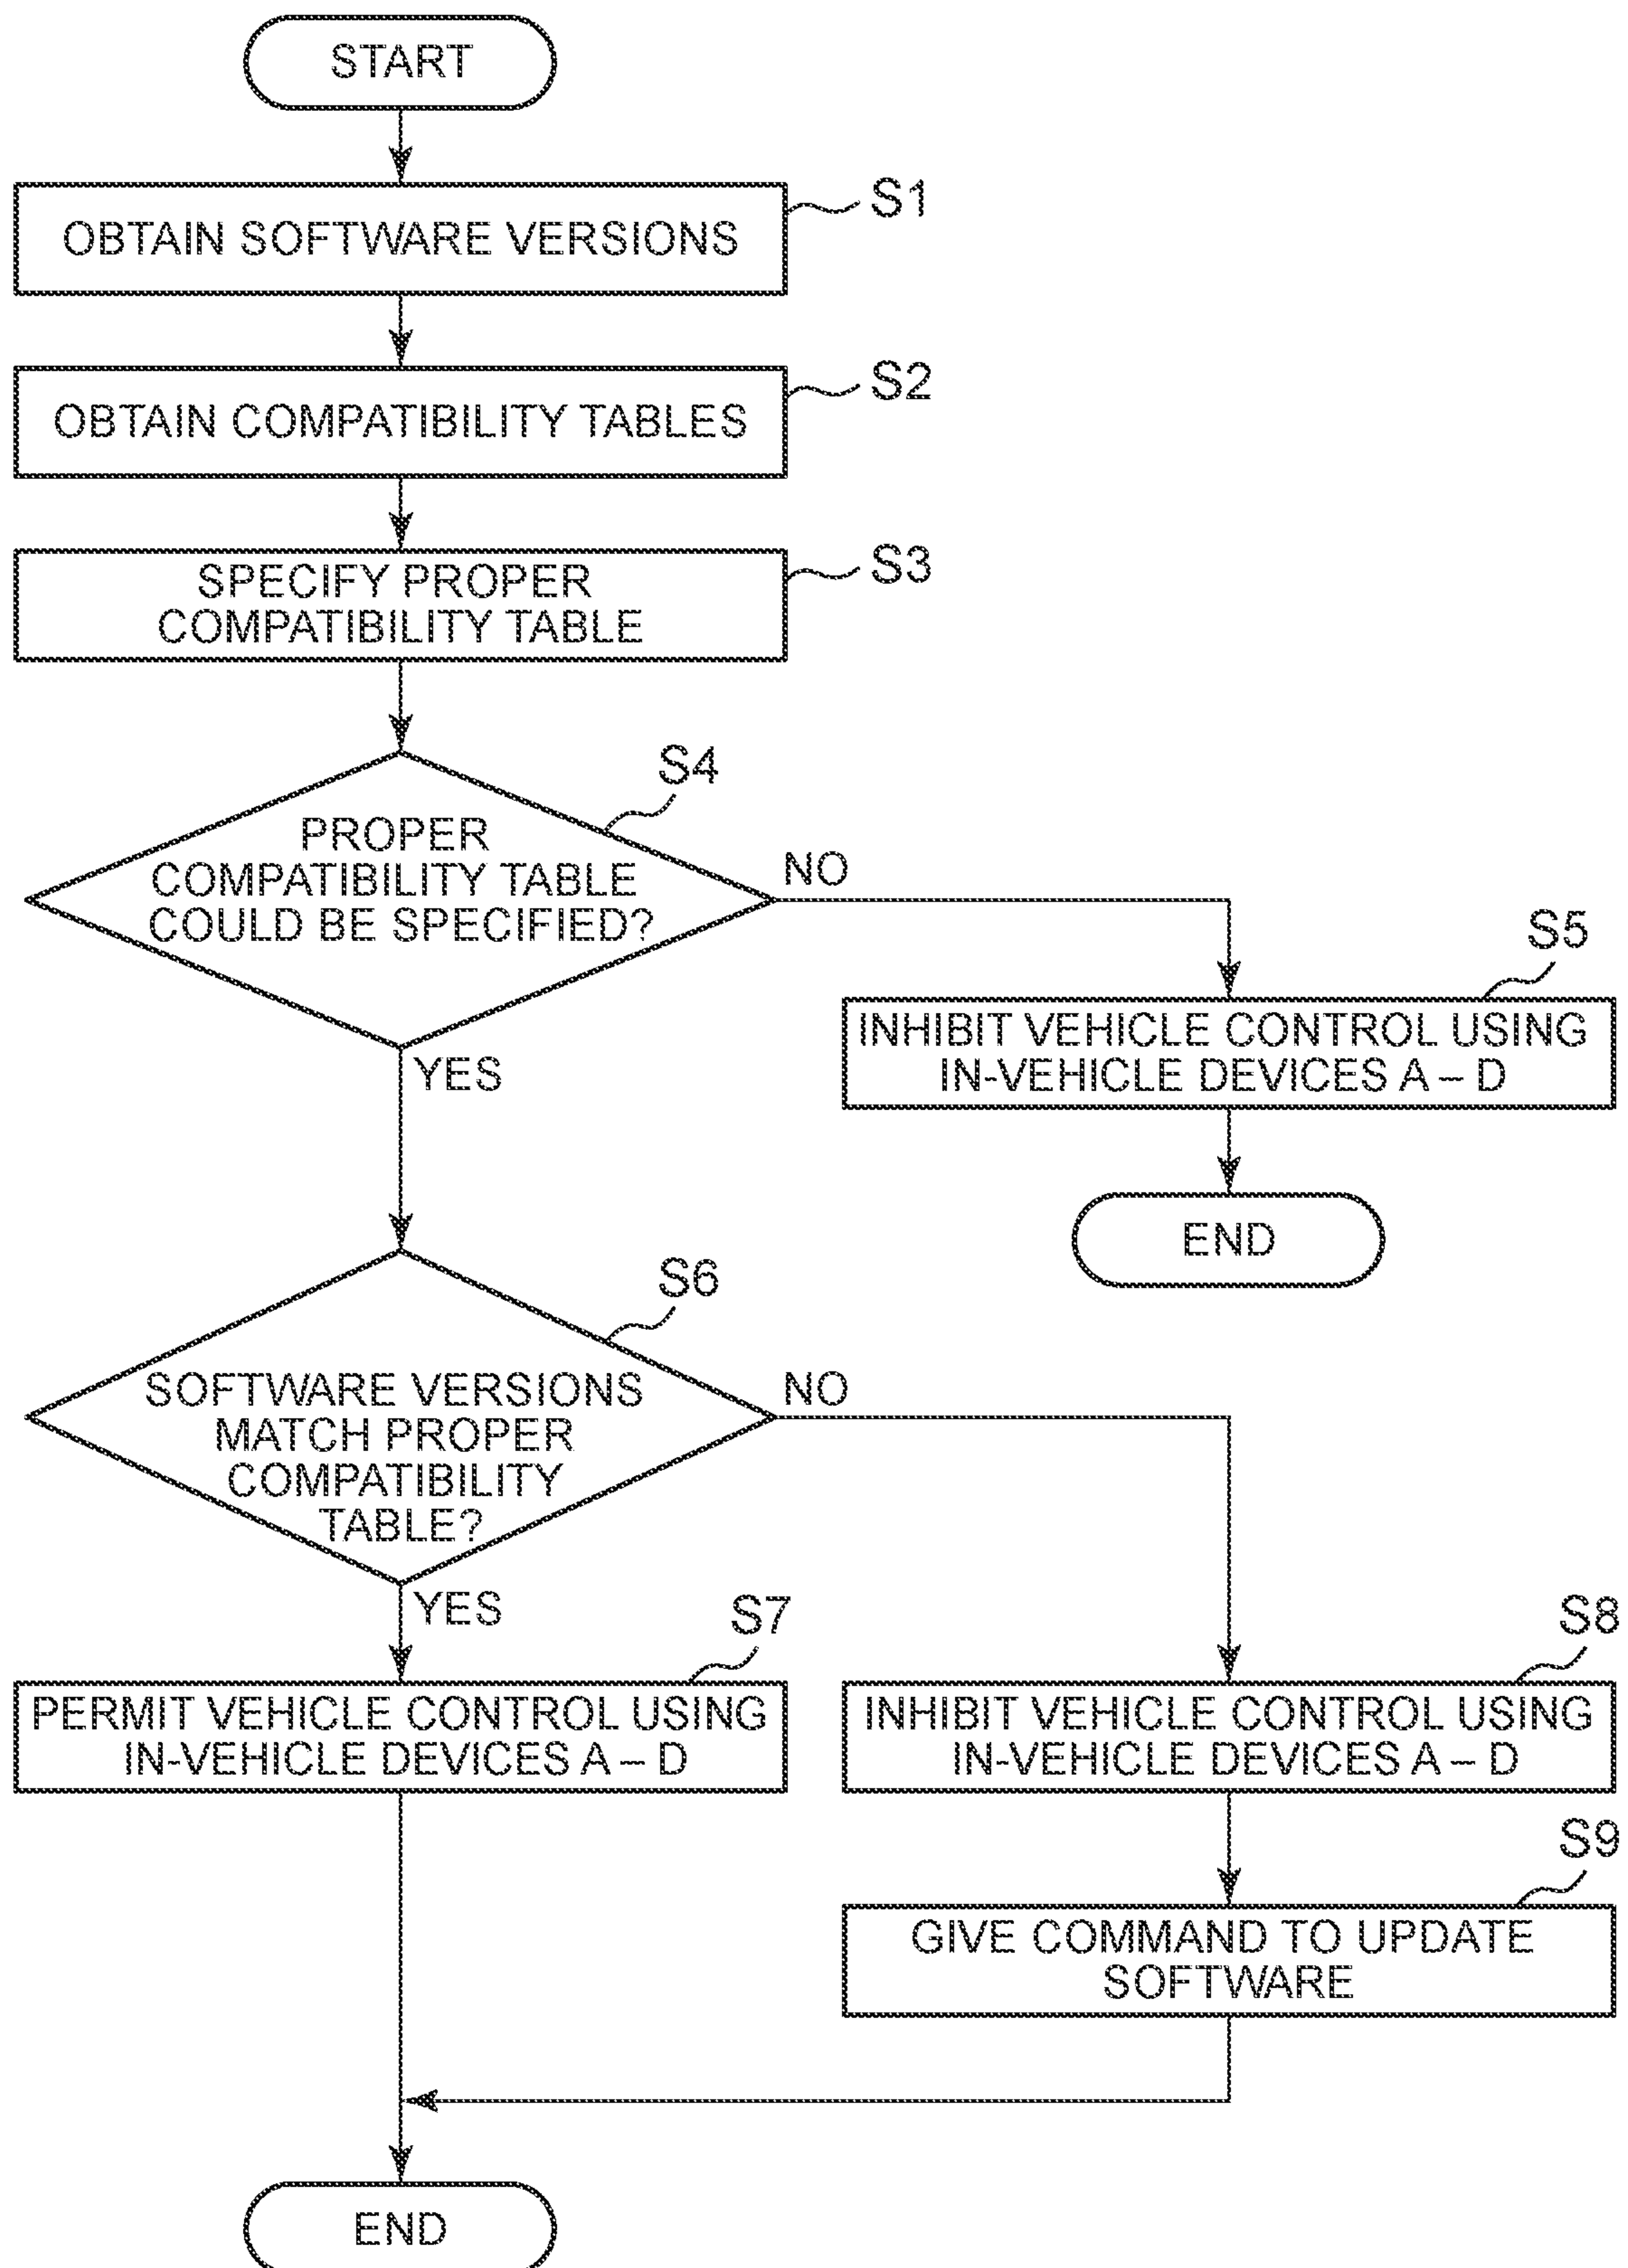 START
S1
OBTAIN SOFTWARE VERSIONS
S2
OBTAIN COMPATIBILITY TABLES
S3
SPECIFY PROPER
COMPATIBILITY TABLE
S4
PROPER
COMPATIBILITY TABLE
COULD BE SPECIFIED?
NO
YES
S5
INHIBIT VEHICLE CONTROL USING
IN-VEHICLE DEVICES A – D
END
S6
SOFTWARE VERSIONS
MATCH PROPER
COMPATIBILITY
TABLE?
NO
YES
S7
PERMIT VEHICLE CONTROL USING
IN-VEHICLE DEVICES A – D
S8
INHIBIT VEHICLE CONTROL USING
IN-VEHICLE DEVICES A – D
S9
GIVE COMMAND TO UPDATE
SOFTWARE
END